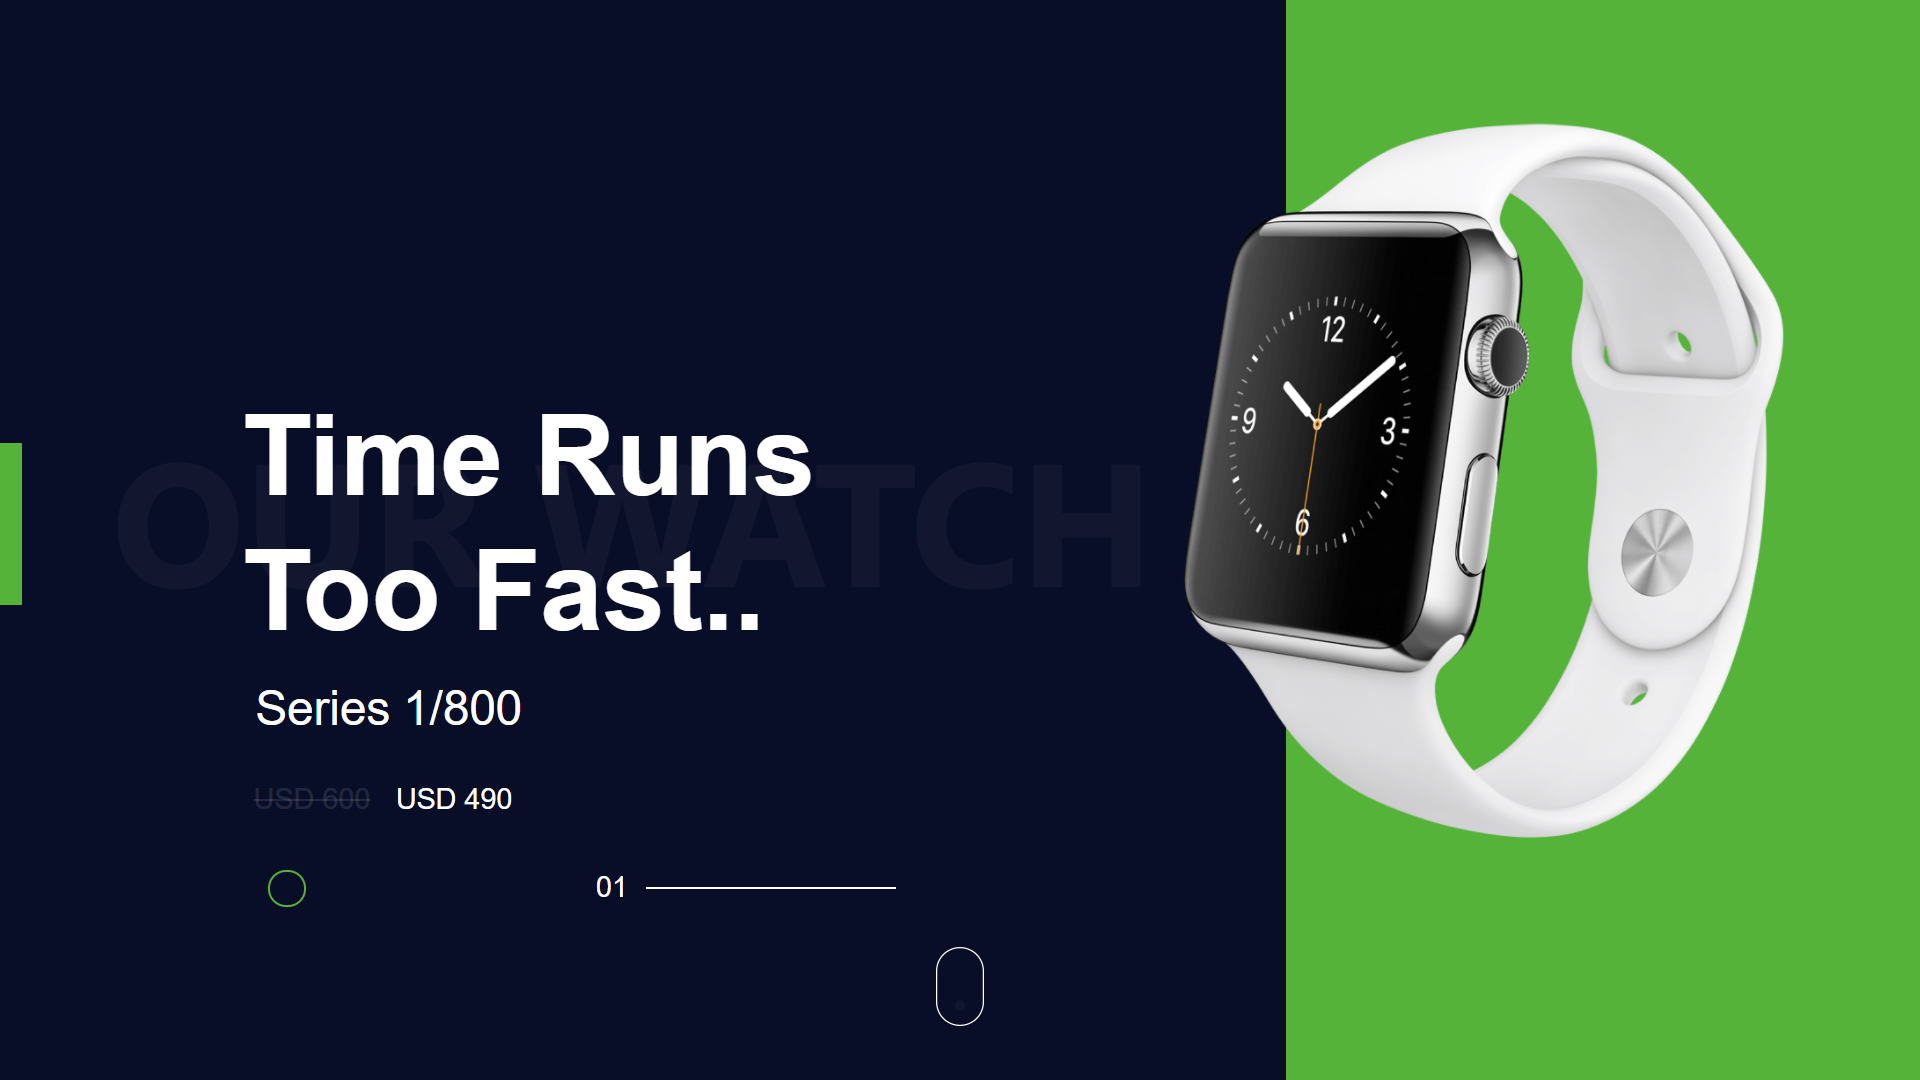 OUR WATCH
Time Runs
Too Fast..
Series 1/800
USD 600 USD 490
01
12
9
3
6